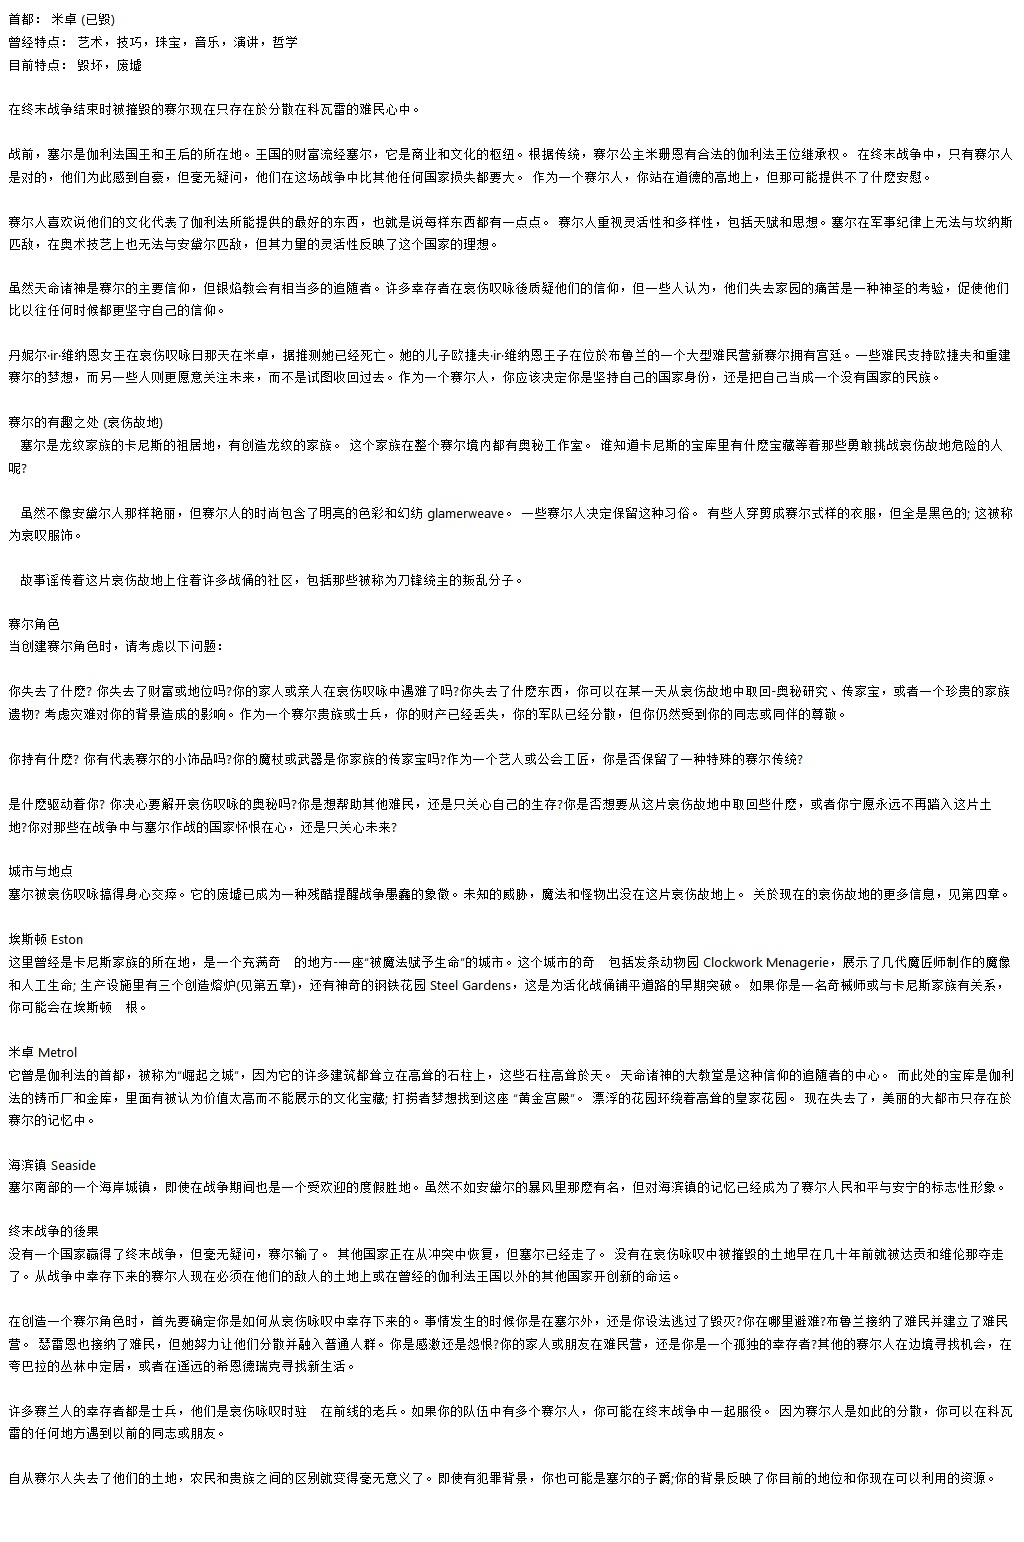 首都： 米卓 (已毁)
曾经特点： 艺术，技巧，珠宝，音乐，演讲，哲学
目前特点： 毁坏，废墟
在终末战争结束时被摧毁的赛尔现在只存在於分散在科瓦雷的难民心中。
战前，塞尔是伽利法国王和王后的所在地。王国的财富流经塞尔，它是商业和文化的枢纽。根据传统，赛尔公主米珊恩有合法的伽利法王位继承权。 在终末战争中，只有赛尔人
是对的，他们为此感到自豪，但毫无疑问，他们在这场战争中比其他任何国家损失都要大。 作为一个赛尔人，你站在道德的高地上，但那可能提供不了什麽安慰。
赛尔人喜欢说他们的文化代表了伽利法所能提供的最好的东西，也就是说每样东西都有一点点。 赛尔人重视灵活性和多样性，包括天赋和思想。塞尔在军事纪律上无法与坎纳斯
匹敌，在奥术技艺上也无法与安黛尔匹敌，但其力量的灵活性反映了这个国家的理想。
虽然天命诸神是赛尔的主要信仰，但银焰教会有相当多的追随者。许多幸存者在哀伤叹咏後质疑他们的信仰，但一些人认为，他们失去家园的痛苦是一种神圣的考验，促使他们
比以往任何时候都更坚守自己的信仰。
丹妮尔·ir·维纳恩女王在哀伤叹咏日那天在米卓，据推测她已经死亡。她的儿子欧捷夫·ir·维纳恩王子在位於布鲁兰的一个大型难民营新赛尔拥有宫廷。一些难民支持欧捷夫和重建
赛尔的梦想，而另一些人则更愿意关注未来，而不是试图收回过去。作为一个赛尔人，你应该决定你是坚持自己的国家身份，还是把自己当成一个没有国家的民族。
赛尔的有趣之处 (哀伤故地)
塞尔是龙纹家族的卡尼斯的祖居地，有创造龙纹的家族。 这个家族在整个赛尔境内都有奥秘工作室。 谁知道卡尼斯的宝库里有什麽宝藏等着那些勇敢挑战哀伤故地危险的人
呢?
虽然不像安黛尔人那样艳丽，但赛尔人的时尚包含了明亮的色彩和幻纺 glamerweave。 一些赛尔人决定保留这种习俗。 有些人穿剪成赛尔式样的衣服，但全是黑色的; 这被称
为哀叹服饰。
故事谣传着这片哀伤故地上住着许多战俑的社区，包括那些被称为刀锋统主的叛乱分子。
赛尔角色
当创建赛尔角色时，请考虑以下问题：
你失去了什麽? 你失去了财富或地位吗?你的家人或亲人在哀伤叹咏中遇难了吗?你失去了什麽东西，你可以在某一天从哀伤故地中取回-奥秘研究、传家宝，或者一个珍贵的家族
遗物? 考虑灾难对你的背景造成的影响。作为一个赛尔贵族或士兵，你的财产已经丢失，你的军队已经分散，但你仍然受到你的同志或同伴的尊敬。
你持有什麽? 你有代表赛尔的小饰品吗?你的魔杖或武器是你家族的传家宝吗?作为一个艺人或公会工匠，你是否保留了一种特殊的赛尔传统?
是什麽驱动着你? 你决心要解开哀伤叹咏的奥秘吗?你是想帮助其他难民，还是只关心自己的生存?你是否想要从这片哀伤故地中取回些什麽，或者你宁愿永远不再踏入这片土
地?你对那些在战争中与塞尔作战的国家怀恨在心，还是只关心未来?
城市与地点
塞尔被哀伤叹咏搞得身心交瘁。它的废墟已成为一种残酷提醒战争愚蠢的象徵。未知的威胁，魔法和怪物出没在这片哀伤故地上。 关於现在的哀伤故地的更多信息，见第四章。
埃斯顿 Eston
这里曾经是卡尼斯家族的所在地，是一个充满奇 的地方-一座“被魔法赋予生命”的城市。这个城市的奇 包括发条动物园 Clockwork Menagerie，展示了几代魔匠师制作的魔像
和人工生命; 生产设施里有三个创造熔炉(见第五章)，还有神奇的钢铁花园 Steel Gardens，这是为活化战俑铺平道路的早期突破。 如果你是一名奇械师或与卡尼斯家族有关系，
你可能会在埃斯顿 根。
米卓 Metrol
它曾是伽利法的首都，被称为“崛起之城”，因为它的许多建筑都耸立在高耸的石柱上，这些石柱高耸於天。 天命诸神的大教堂是这种信仰的追随者的中心。 而此处的宝库是伽利
法的铸币厂和金库，里面有被认为价值太高而不能展示的文化宝藏; 打捞者梦想找到这座 “黄金宫殿”。 漂浮的花园环绕着高耸的皇家花园。 现在失去了，美丽的大都市只存在於
赛尔的记忆中。
海滨镇 Seaside
塞尔南部的一个海岸城镇，即使在战争期间也是一个受欢迎的度假胜地。虽然不如安黛尔的暴风里那麽有名，但对海滨镇的记忆已经成为了赛尔人民和平与安宁的标志性形象。
终末战争的後果
没有一个国家赢得了终末战争，但毫无疑问，赛尔输了。 其他国家正在从冲突中恢复，但塞尔已经走了。 没有在哀伤咏叹中被摧毁的土地早在几十年前就被达贡和维伦那夺走
了。从战争中幸存下来的赛尔人现在必须在他们的敌人的土地上或在曾经的伽利法王国以外的其他国家开创新的命运。
在创造一个赛尔角色时，首先要确定你是如何从哀伤咏叹中幸存下来的。事情发生的时候你是在塞尔外，还是你设法逃过了毁灭?你在哪里避难?布鲁兰接纳了难民并建立了难民
营。 瑟雷恩也接纳了难民，但她努力让他们分散并融入普通人群。你是感激还是怨恨?你的家人或朋友在难民营，还是你是一个孤独的幸存者?其他的赛尔人在边境寻找机会，在
夸巴拉的丛林中定居，或者在遥远的希恩德瑞克寻找新生活。
许多赛兰人的幸存者都是士兵，他们是哀伤咏叹时驻 在前线的老兵。如果你的队伍中有多个赛尔人，你可能在终末战争中一起服役。 因为赛尔人是如此的分散，你可以在科瓦
雷的任何地方遇到以前的同志或朋友。
自从赛尔人失去了他们的土地，农民和贵族之间的区别就变得毫无意义了。即使有犯罪背景，你也可能是塞尔的子爵;你的背景反映了你目前的地位和你现在可以利用的资源。